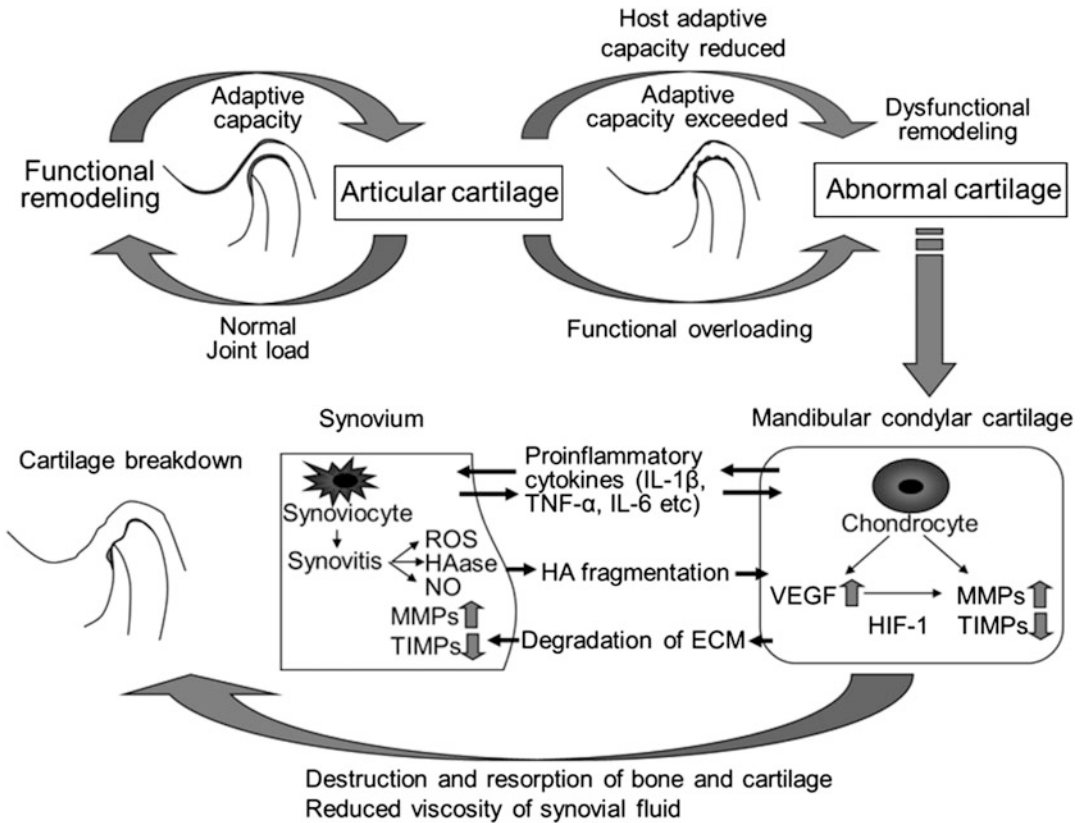 Host adaptive
capacity reduced
Adaptive
capacity
Adaptive
capacity exceeded
Dysfunctional
remodeling
Functional
remodeling
Articular cartilage
Abnormal cartilage
Normal
Joint load
Functional overloading
Synovium
Mandibular condylar cartilage
Cartilage breakdown
Proinflammatory
cytokines (IL-1β,
TNF-α, IL-6 etc)
Synoviocyte
Synovitis
ROS
HAase
NO
MMPs
TIMPs
HA fragmentation
Degradation of ECM
Chondrocyte
VEGF
HIF-1
MMPs
TIMPs
Destruction and resorption of bone and cartilage
Reduced viscosity of synovial fluid